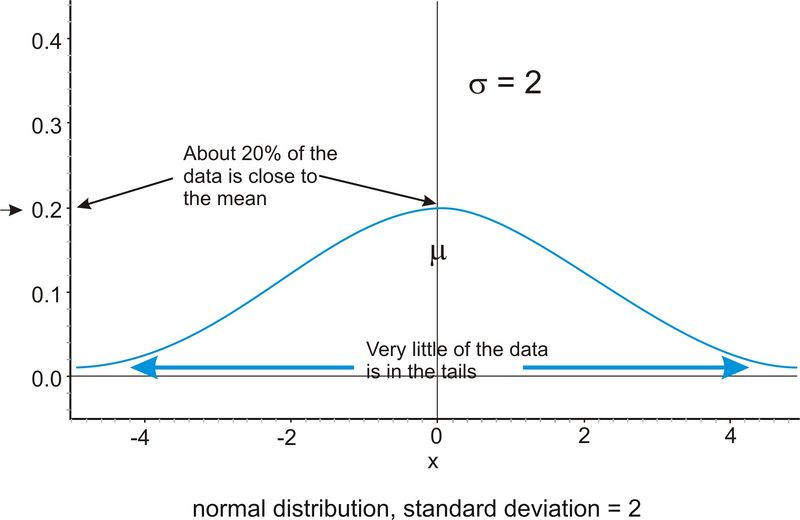 0.4
σ = 2
0.3
About 20% of the
data is close to
the mean
0.2
μ
0.1
Very little of the data
is in the tails
0.0
-4
-2
0
2
4
x
normal distribution, standard deviation = 2